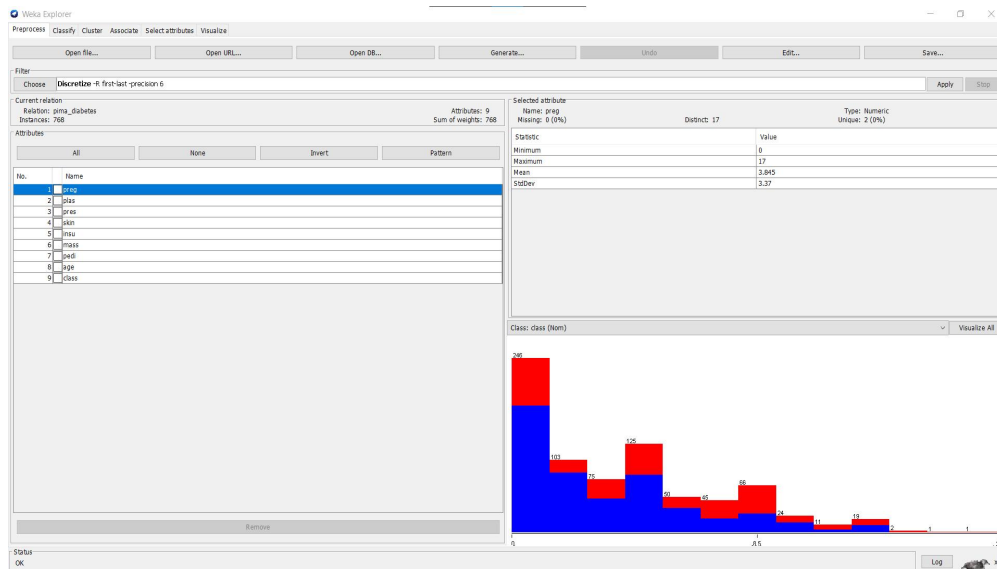 Weka Explorer
Preprocess Classify Cluster Associate Select attributes Visualize
Open file... Open URL... Open DB... Generate... Undo Edit... Save...
Filter
Choose Discretize -R first-last -precision 6 Apply Stop
Current relation
Relation: pima_diabetes Attributes: 9
Instances: 768 Sum of weights: 768
Attributes
All None Invert Pattern
No. Name
1 preg
2 plas
3 pres
4 skin
5 insu
6 mass
7 pedi
8 age
9 class
Remove
Selected attribute
Name: preg Type: Numeric
Missing: 0 (0%) Distinct: 17 Unique: 2 (0%)
Statistic Value
Minimum 0
Maximum 17
Mean 3.845
StdDev 3.37
Class: class (Nom) Visualize All
246
125
103
75
66
50
45
24
19
11
2
1
1
0 8.5
Status
OK Log x